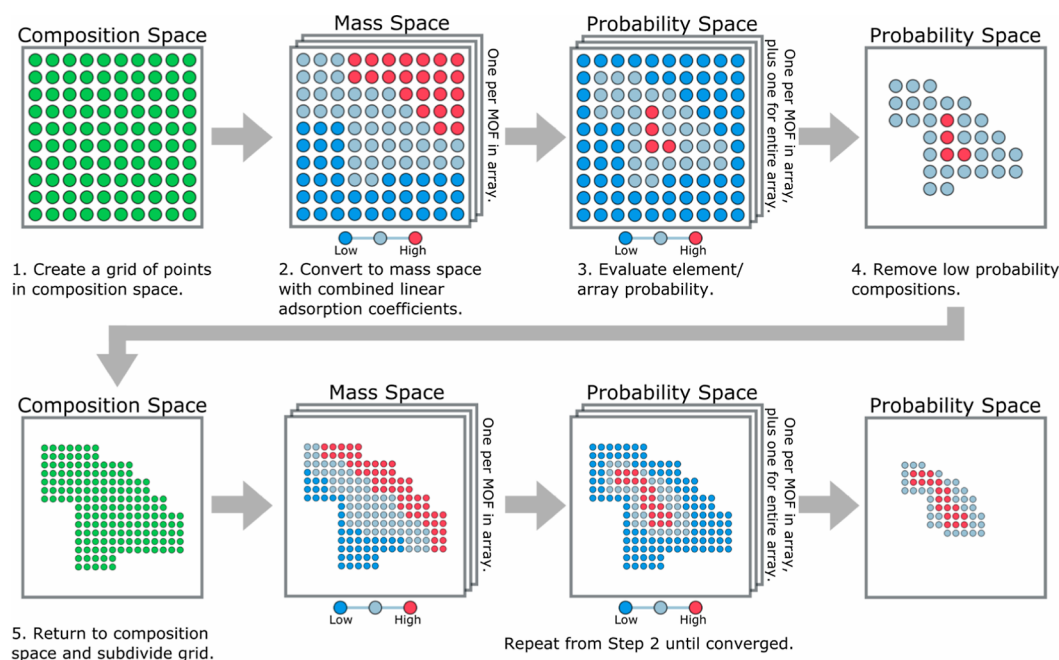 Composition Space
Mass Space
Probability Space
Probability Space
One per MOF in array.
One per MOF in array,
plus one for entire array.
Low
High
Low
High
1. Create a grid of points
in composition space.
2. Convert to mass space
with combined linear
adsorption coefficients.
3. Evaluate element/
array probability.
4. Remove low probability
compositions.
Composition Space
Mass Space
Probability Space
Probability Space
One per MOF in array.
One per MOF in array,
plus one for entire array.
Low
High
Low
High
5. Return to composition
space and subdivide grid.
Repeat from Step 2 until converged.